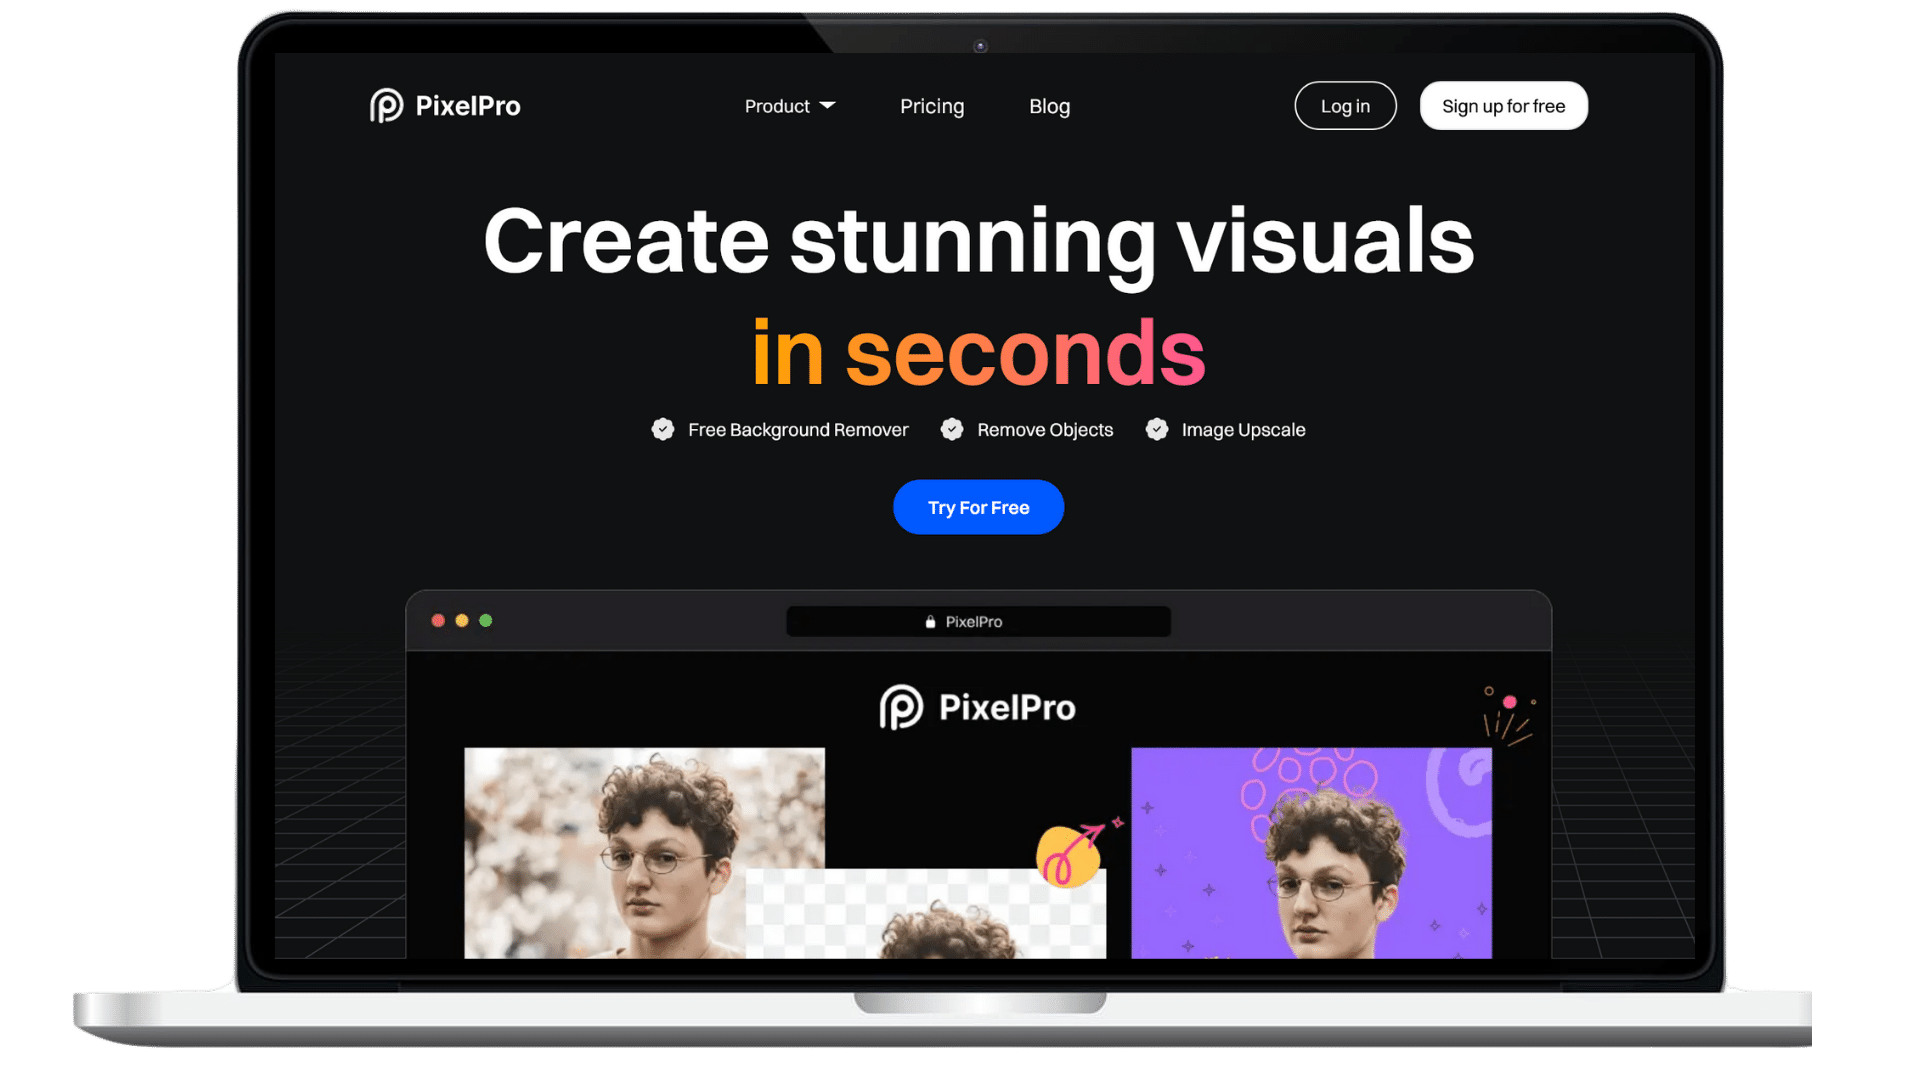 PixelPro
Product
Pricing
Blog
Log in
Sign up for free
Create stunning visuals
in seconds
Free Background Remover
Remove Objects
Image Upscale
Try For Free
PixelPro
PixelPro